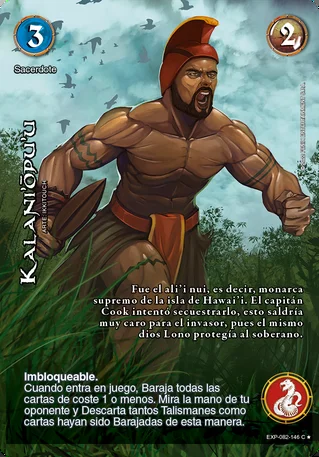 3
2
Sacerdote
KALANI'ŌPU'U
ARTE: IKKITOUCH
Fue el ali'i nui, es decir, monarca
supremo de la isla de Hawai'i. El capitán
Cook intentó secuestrarlo, esto saldría
muy caro para el invasor, pues el mismo
dios Lono protegía al soberano.
Imbloqueable.
Cuando entra en juego, Baraja todas las
cartas de coste 1 o menos. Mira la mano de tu
oponente y Descarta tantos Talismanes como
cartas hayan sido Barajadas de esta manera.
EXP-082-146 C ★